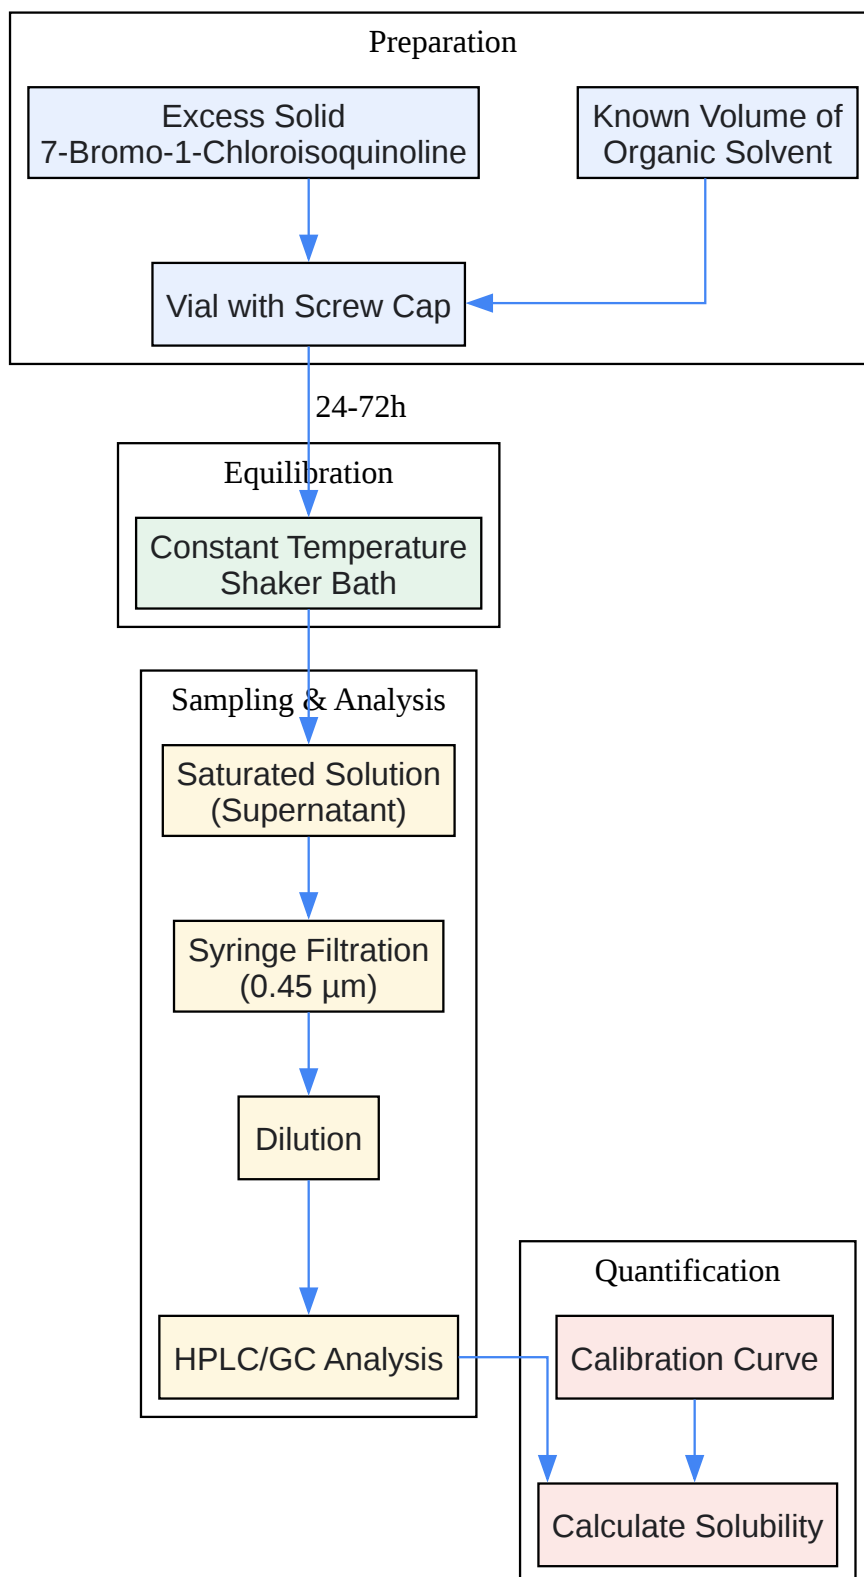 Preparation
Excess Solid
7-Bromo-1-Chloroisoquinoline
Known Volume of
Organic Solvent
Vial with Screw Cap
24-72h
Equilibration
Constant Temperature
Shaker Bath
Sampling & Analysis
Saturated Solution
(Supernatant)
Syringe Filtration
(0.45 µm)
Dilution
HPLC/GC Analysis
Quantification
Calibration Curve
Calculate Solubility